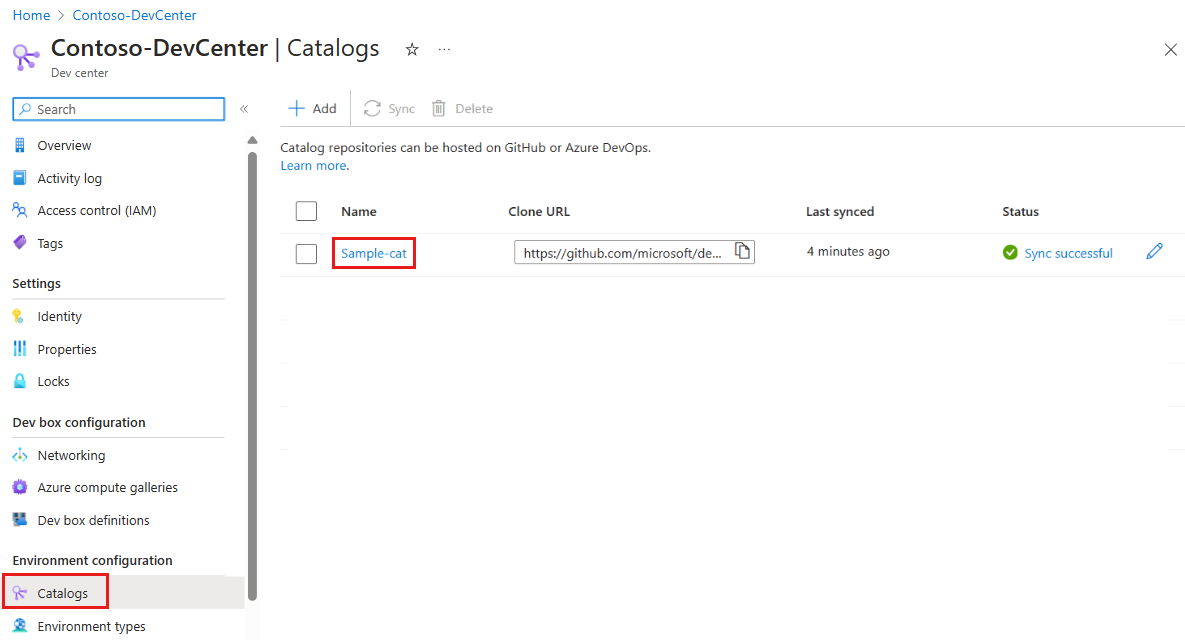 Home > Contoso-DevCenter
Contoso-DevCenter | Catalogs ☆ ...
Dev center
Search «
Overview
Activity log
Access control (IAM)
Tags
Settings
Identity
Properties
Locks
Dev box configuration
Networking
Azure compute galleries
Dev box definitions
Environment configuration
Catalogs
Environment types
+ Add Sync Delete
Catalog repositories can be hosted on GitHub or Azure DevOps.
Learn more.
Name Clone URL Last synced Status
Sample-cat https://github.com/microsoft/de... 4 minutes ago Sync successful